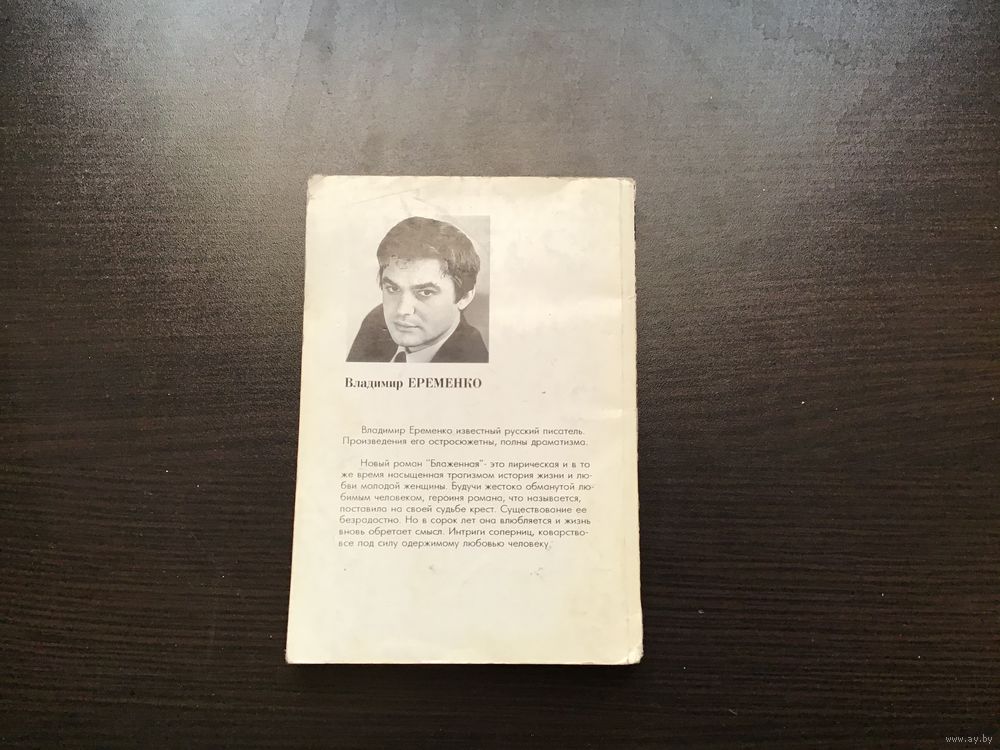 Владимир ЕРЕМЕНКО
Владимир Еременко известный русский писатель.
Произведения его остросюжетны, полны драматизма.
Новый роман "Блаженная"- это лирическая и в то
же время насыщенная трагизмом история жизни и лю-
бви молодой женщины. Будучи жестоко обманутой лю-
бимым человеком, героиня романа, что называется,
поставила на своей судьбе крест. Существование ее
безрадостно. Но в сорок лет она влюбляется и жизнь
вновь обретает смысл. Интриги соперниц, коварство-
все под силу одержимому любовью человеку.
www.ay.by